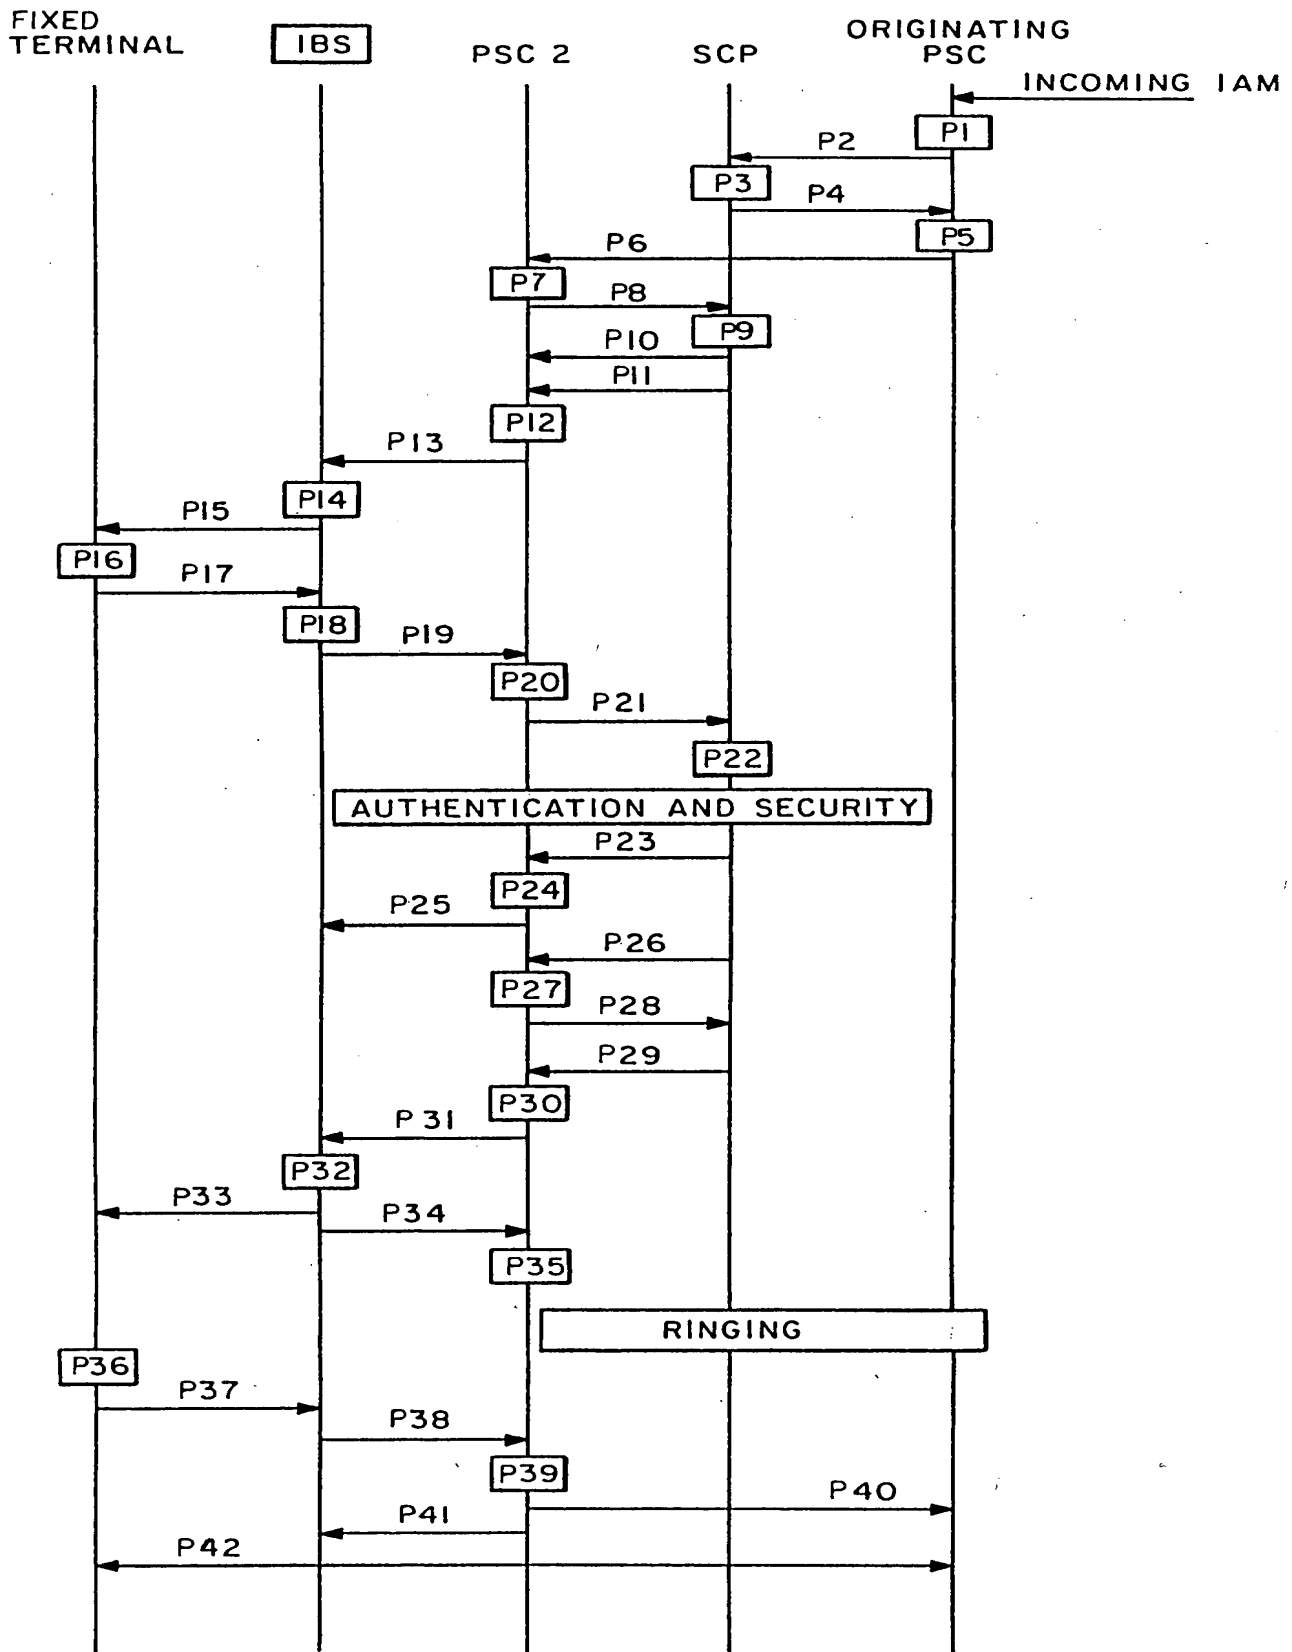 FIXED
TERMINAL
IBS
PSC 2
SCP
ORIGINATING
PSC
INCOMING IAM
P1
P2
P3
P4
P5
P6
P7
P8
P9
P10
P11
P12
P13
P14
P15
P16
P17
P18
P19
P20
P21
P22
AUTHENTICATION AND SECURITY
P23
P24
P25
P26
P27
P28
P29
P30
P31
P32
P33
P34
P35
RINGING
P36
P37
P38
P39
P40
P41
P42